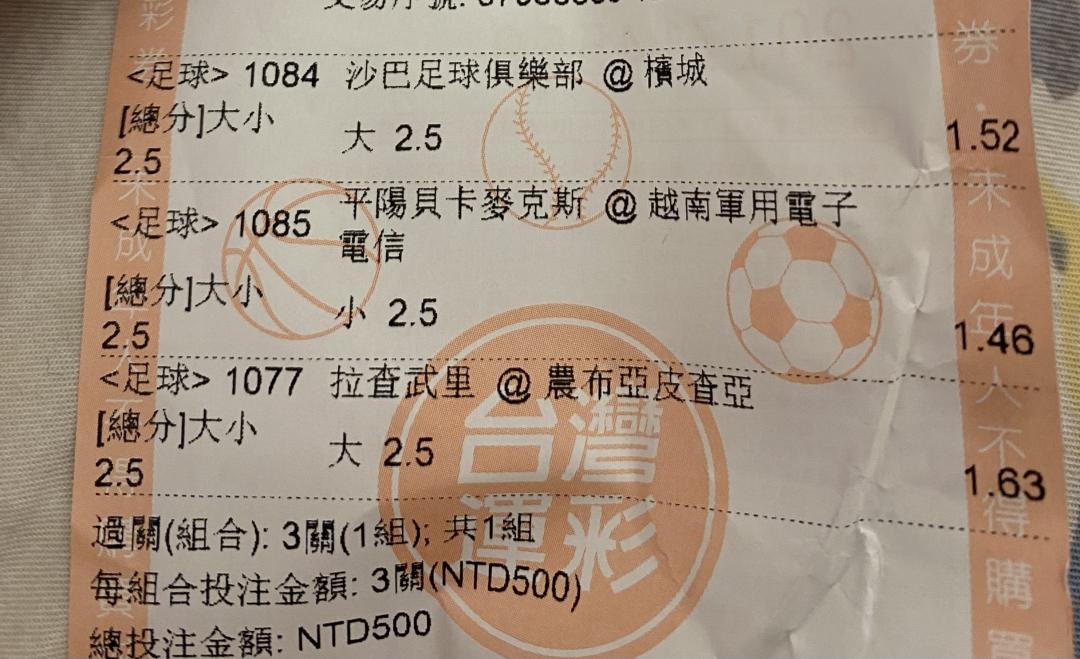 <足球> 1084 沙巴足球俱樂部 @ 檳城
[總分]大小
2.5
大 2.5
1.52
<足球> 1085 平陽貝卡麥克斯 @ 越南軍用電子
電信
[總分]大小
2.5
小 2.5
1.46
<足球> 1077 拉查武里 @ 農布亞皮查亞
[總分]大小
2.5
大 2.5
1.63
過關(組合): 3關(1組); 共1組
每組合投注金額: 3關(NTD500)
總投注金額: NTD500
台灣
運彩
券·未成年人不得購買